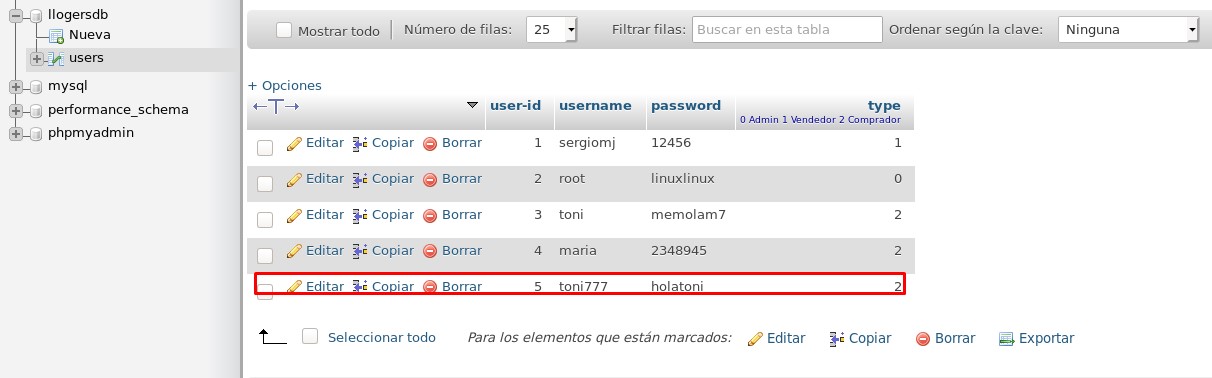 llogersdb
Nueva
users
mysql
performance_schema
phpmyadmin
Mostrar todo Número de filas: 25 Filtrar filas: Buscar en esta tabla Ordenar según la clave: Ninguna
+ Opciones
←T→ user-id username password type
0 Admin 1 Vendedor 2 Comprador
Editar Copiar Borrar 1 sergiomj 12456 1
Editar Copiar Borrar 2 root linuxlinux 0
Editar Copiar Borrar 3 toni memolam7 2
Editar Copiar Borrar 4 maria 2348945 2
Editar Copiar Borrar 5 toni777 holatoni 2
Seleccionar todo Para los elementos que están marcados: Editar Copiar Borrar Exportar